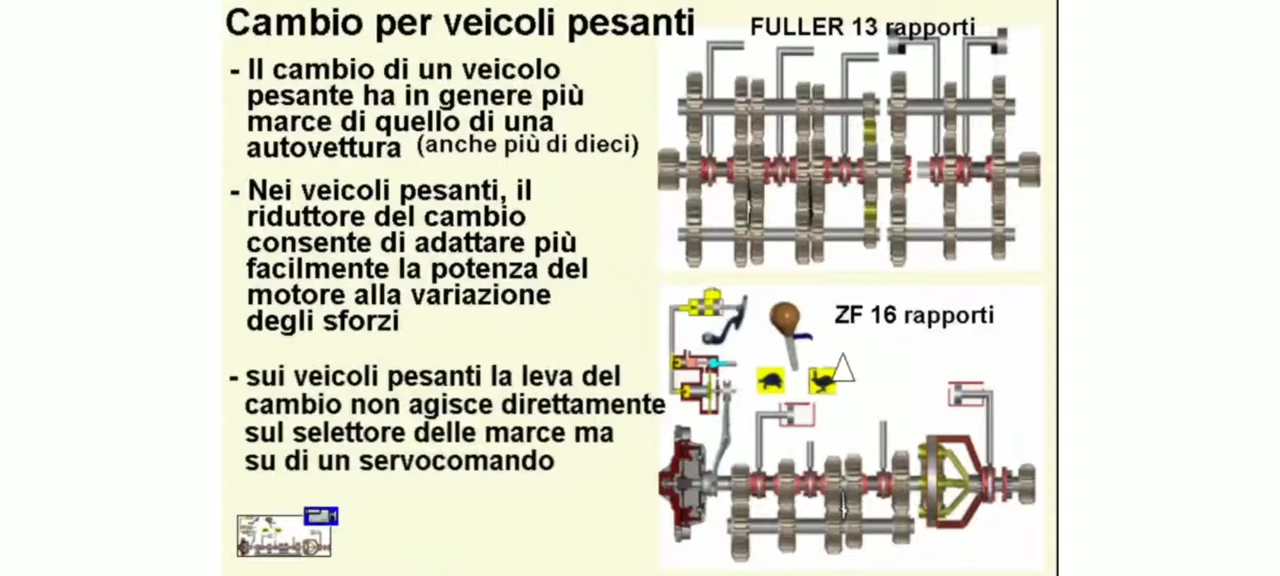 Cambio per veicoli pesanti
FULLER 13 rapporti
- Il cambio di un veicolo
pesante ha in genere più
marce di quello di una
autovettura (anche più di dieci)
- Nei veicoli pesanti, il
riduttore del cambio
consente di adattare più
facilmente la potenza del
motore alla variazione
degli sforzi
ZF 16 rapporti
- sui veicoli pesanti la leva del
cambio non agisce direttamente
sul selettore delle marce ma
su di un servocomando